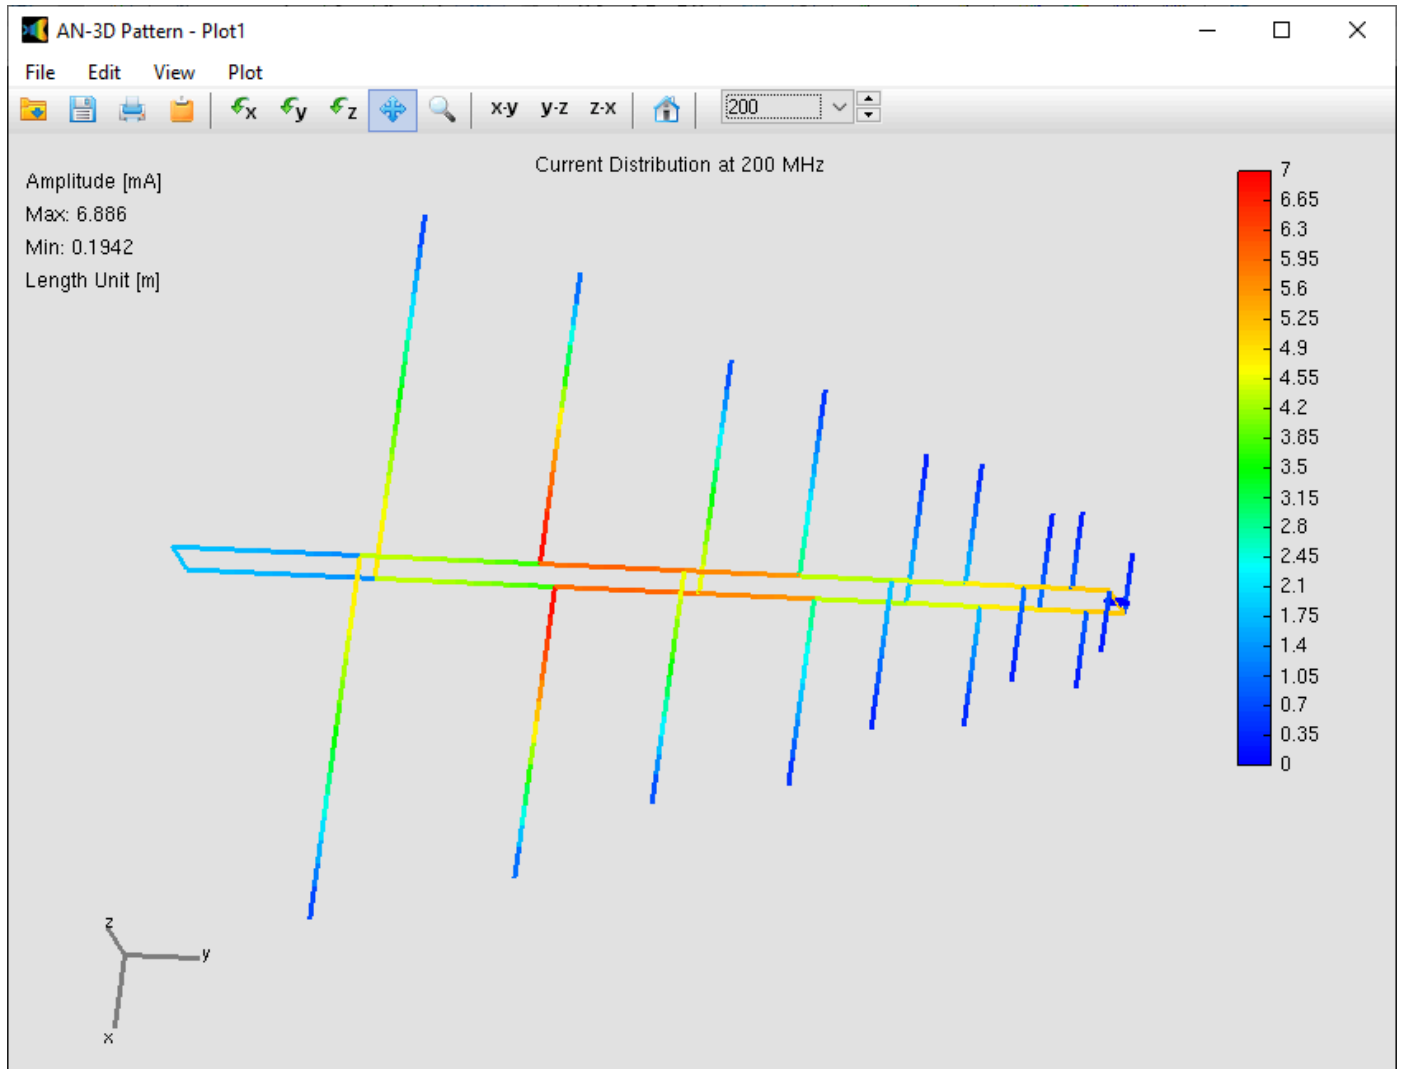 AN-3D Pattern - Plot1
File Edit View Plot
x y z x-y y-z z-x 200
Current Distribution at 200 MHz
Amplitude [mA]
Max: 6.886
Min: 0.1942
Length Unit [m]
7
6.65
6.3
5.95
5.6
5.25
4.9
4.55
4.2
3.85
3.5
3.15
2.8
2.45
2.1
1.75
1.4
1.05
0.7
0.35
0
z
y
x